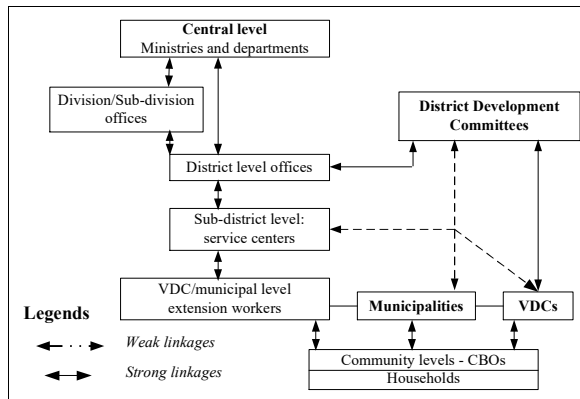 Central level
Ministries and departments
Division/Sub-division
offices
District Development
Committees
District level offices
Sub-district level:
service centers
VDC/municipal level
extension workers
Municipalities
VDCs
Legends
Weak linkages
Strong linkages
Community levels - CBOs
Households